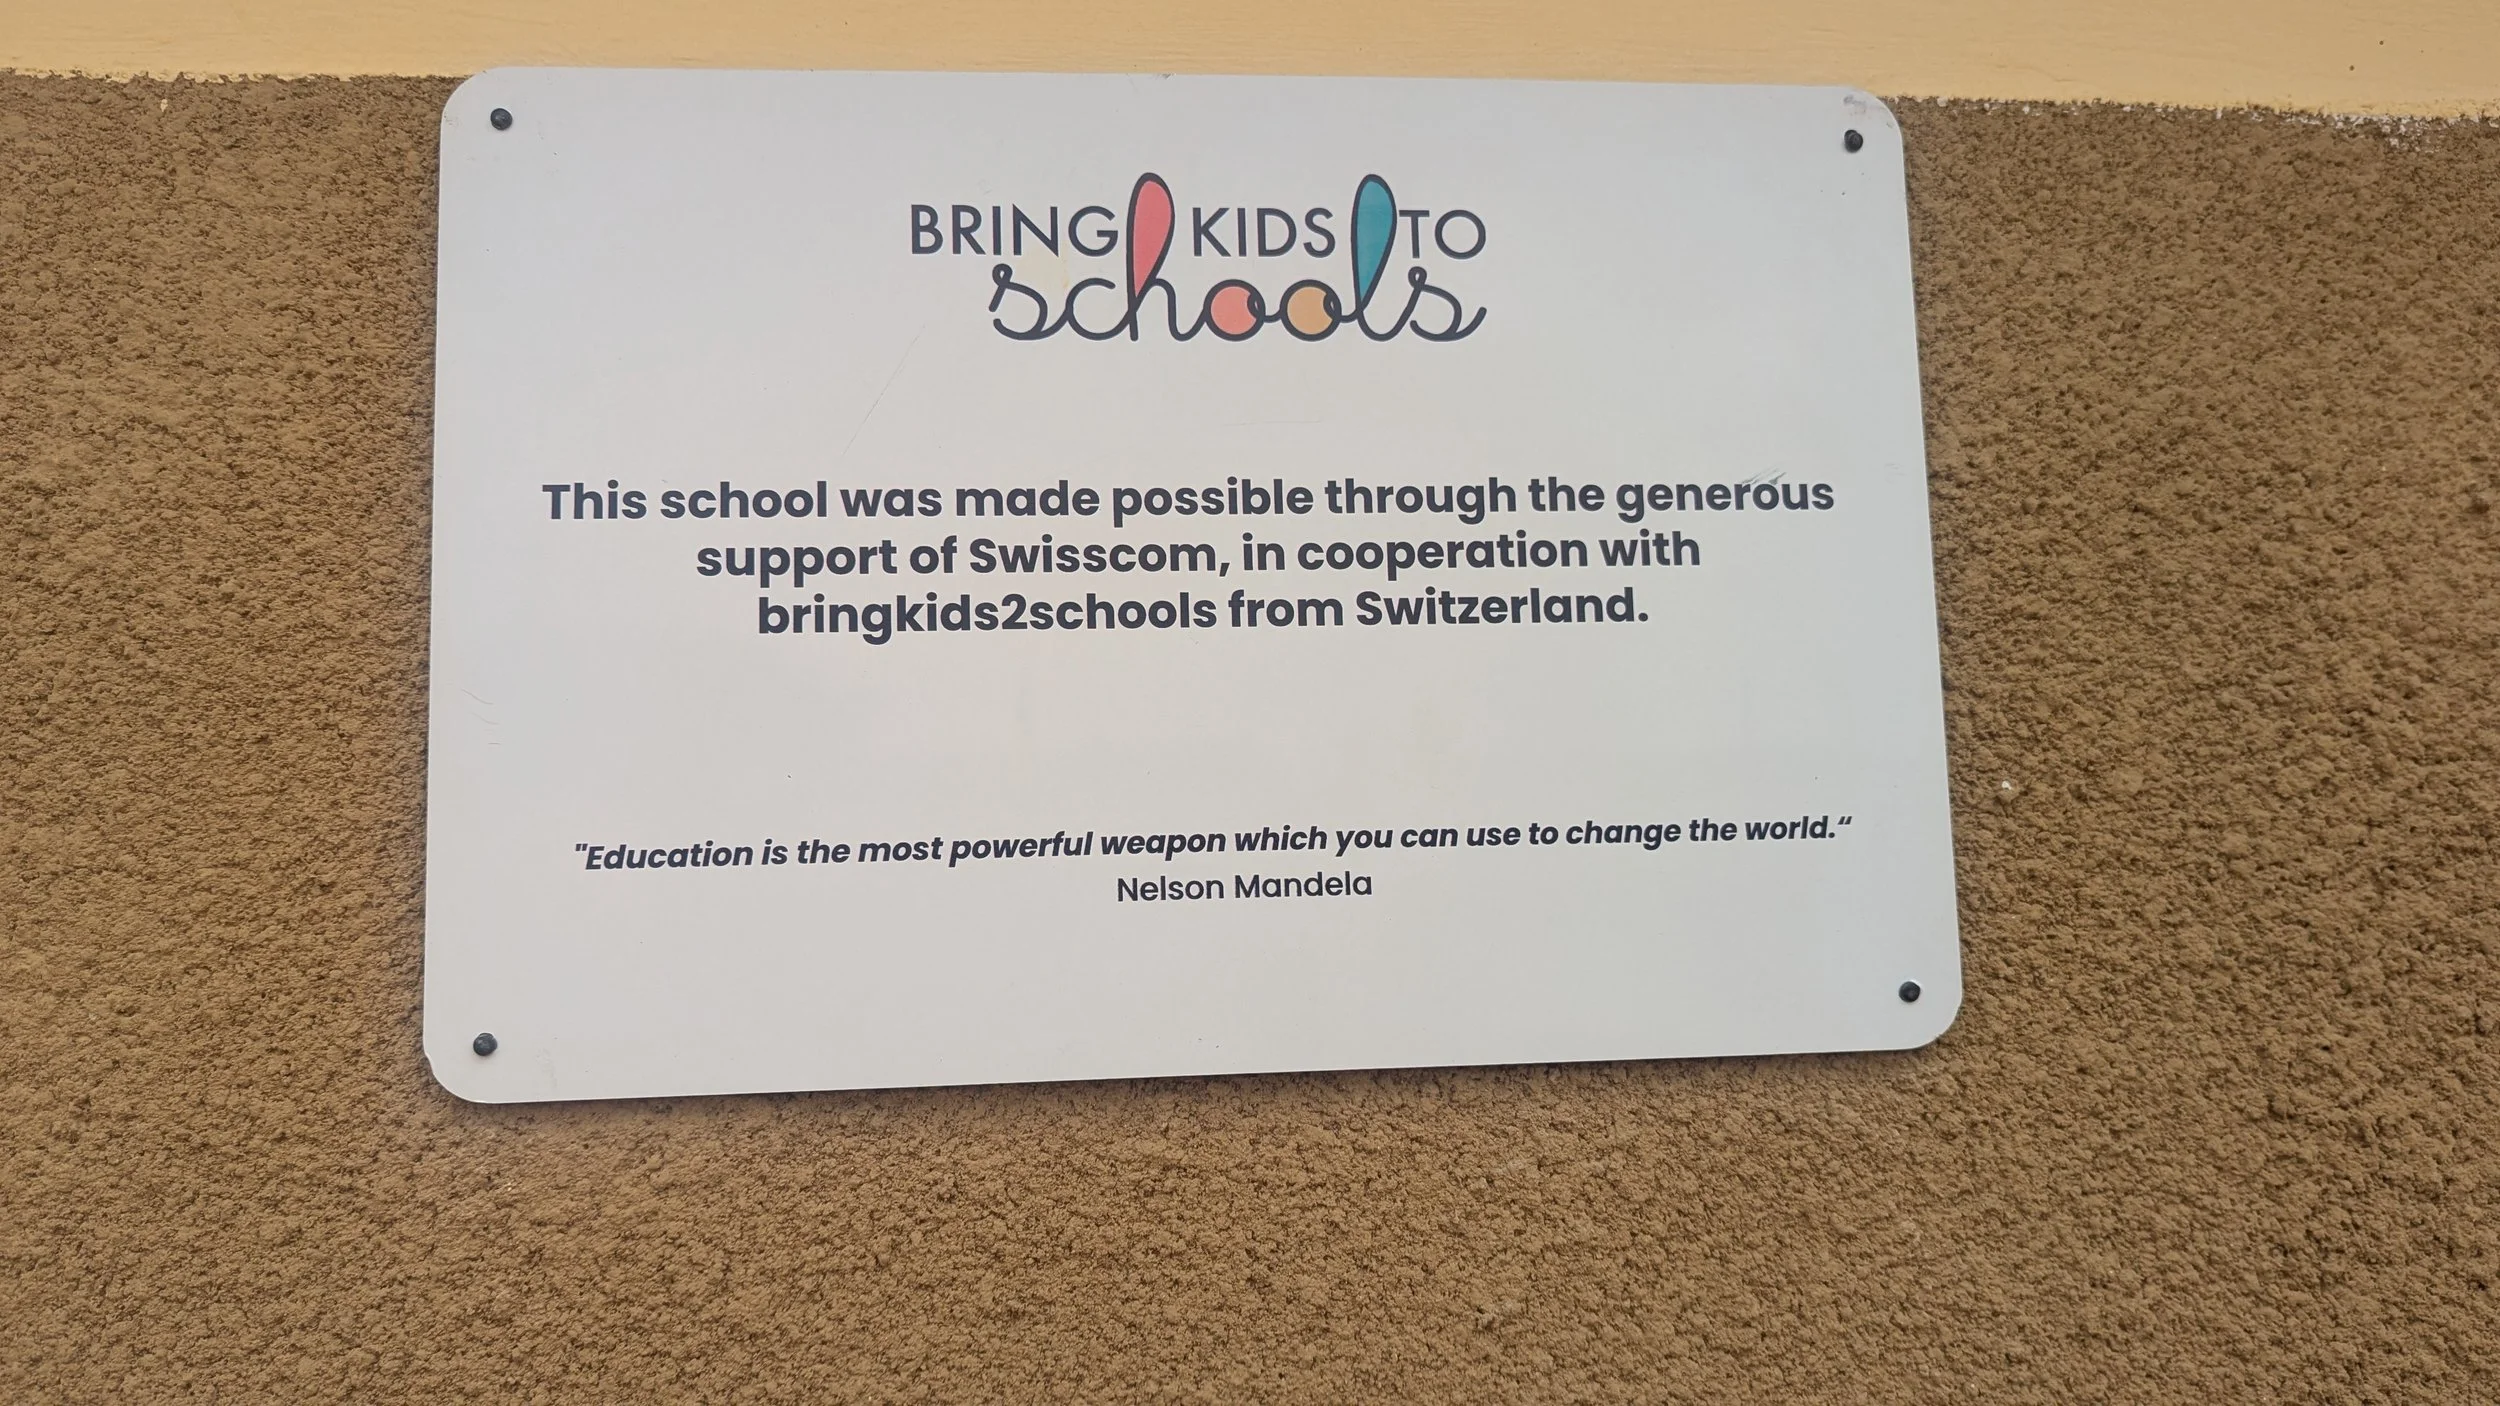 BRING KIDS TO
schools
This school was made possible through the generous
support of Swisscom, in cooperation with
bringkids2schools from Switzerland.
"Education is the most powerful weapon which you can use to change the world.“
Nelson Mandela